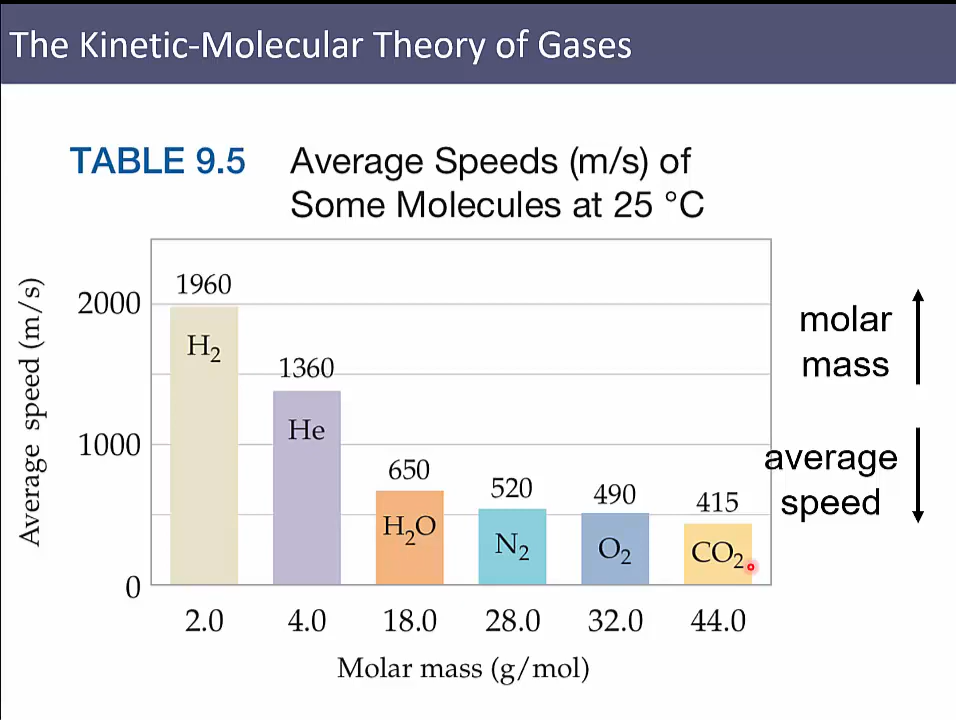 The Kinetic-Molecular Theory of Gases
TABLE 9.5 Average Speeds (m/s) of
Some Molecules at 25 °C
Average speed (m/s)
2000
1000
0
1960
H₂
1360
He
650
H₂O
520
N₂
490
O₂
415
CO₂
2.0 4.0 18.0 28.0 32.0 44.0
Molar mass (g/mol)
molar
mass
average
speed